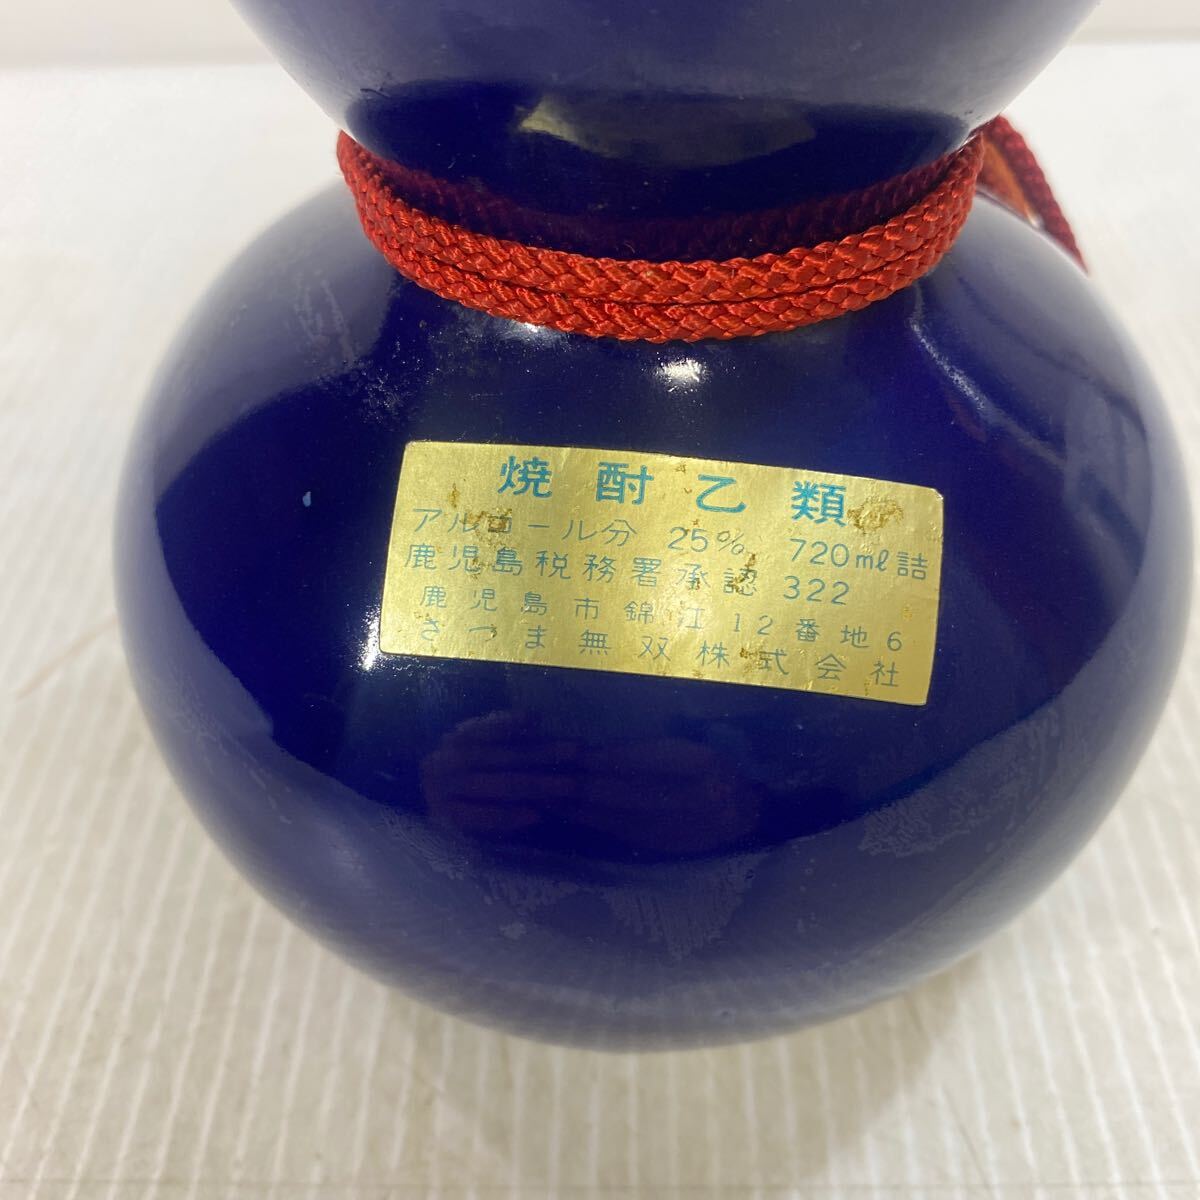 焼酎乙類
アルコール分 25% 720ml詰
鹿児島税務署承認 322
鹿児島市錦江12番地6
さつま無双株式会社